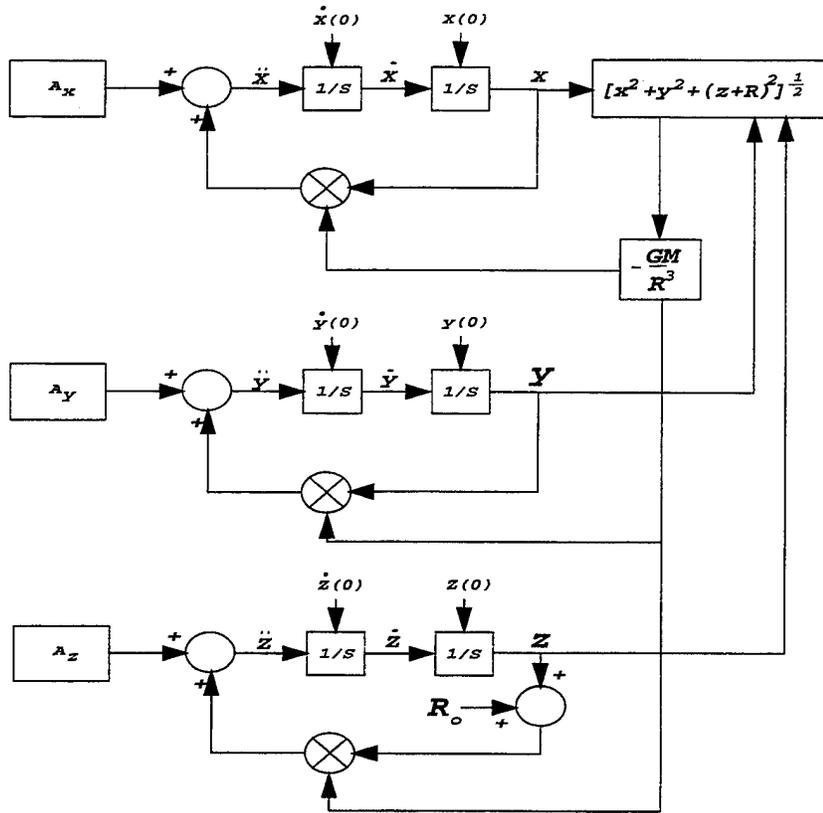 ẋ(0) x(0)
A_x + ẍ 1/S ẋ 1/S x [x² +y² +(z+R)²]^1/2
+
- GM/R³
ẏ(0) y(0)
A_y + ÿ 1/S ẏ 1/S y
+
ż(0) z(0)
A_z + z̈ 1/S ż 1/S z
+ +
R_o +